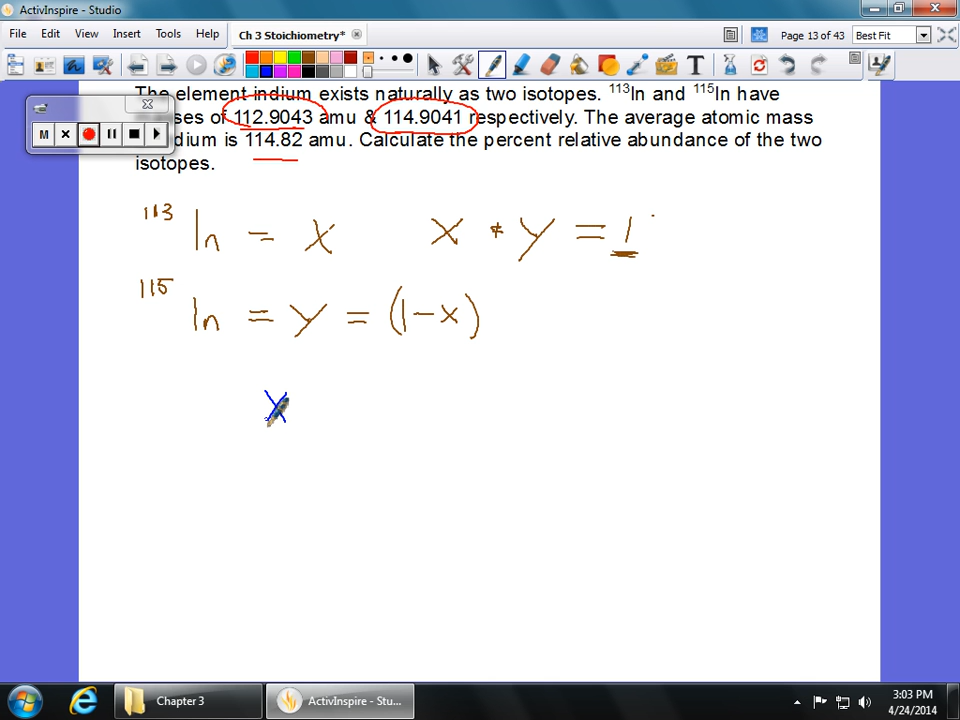 ActivInspire - Studio
File Edit View Insert Tools Help Ch 3 Stoichiometry* Page 13 of 43 Best Fit
The element indium exists naturally as two isotopes. ¹¹³In and ¹¹⁵In have
of 112.9043 amu & 114.9041 respectively. The average atomic mass
is 114.82 amu. Calculate the percent relative abundance of the two
isotopes.
M
¹¹³In = X X + Y = 1
¹¹⁵In = Y = (1-X)
X
Chapter 3 ActivInspire - Stu... 3:03 PM
4/24/2014